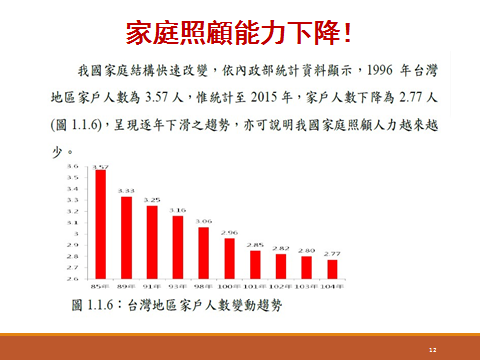 家庭照顧能力下降！
我國家庭結構快速改變，依內政部統計資料顯示，1996 年台灣
地區家戶人數為 3.57 人，惟統計至 2015 年，家戶人數下降為 2.77 人
(圖 1.1.6)，呈現逐年下滑之趨勢，亦可說明我國家庭照顧人力越來越
少。
3.6
3.5
3.4
3.3
3.2
3.1
3
2.9
2.8
2.7
2.6
3.57 3.33 3.25 3.16 3.06 2.96 2.85 2.82 2.80 2.77
85年 89年 91年 93年 98年 100年 101年 102年 103年 104年
圖 1.1.6：台灣地區家戶人數變動趨勢
12